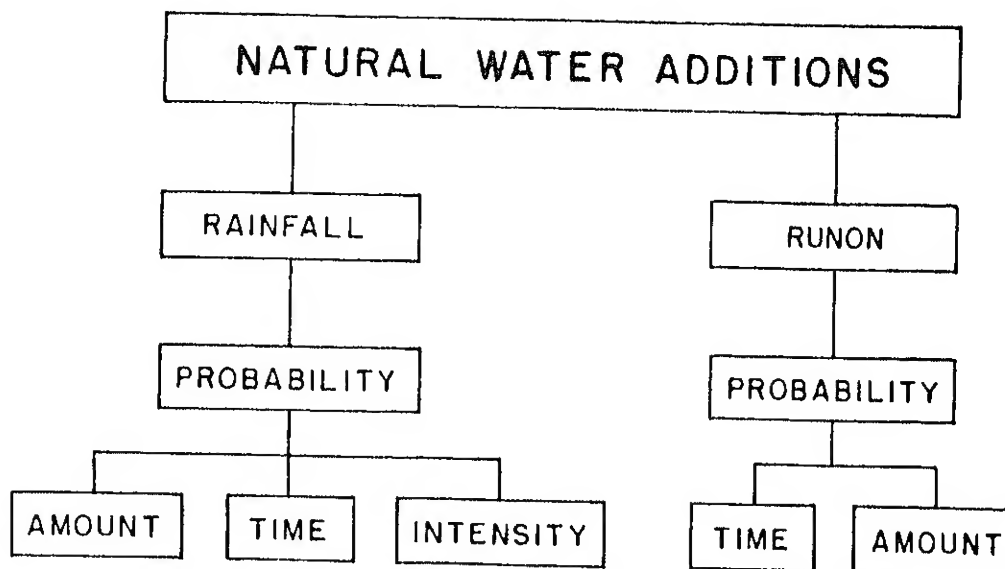 NATURAL WATER ADDITIONS
RAINFALL
RUNON
PROBABILITY
PROBABILITY
AMOUNT
TIME
INTENSITY
TIME
AMOUNT